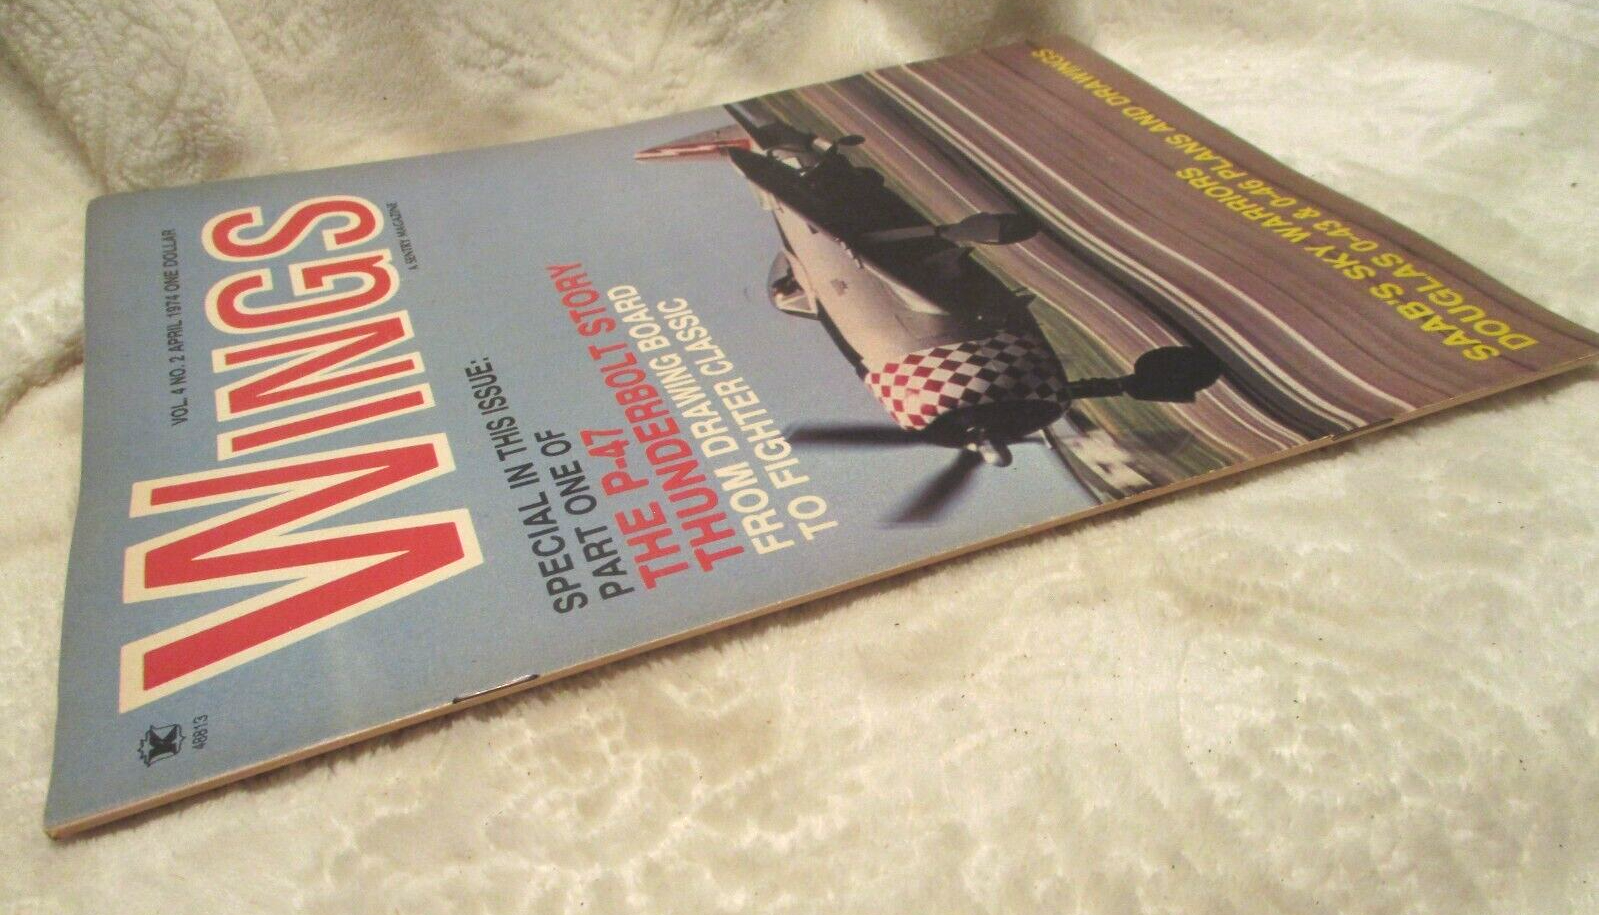 K
48813
VOL. 4 NO. 2 APRIL 1974 ONE DOLLAR
WINGS
A SENTRY MAGAZINE
SPECIAL IN THIS ISSUE:
PART ONE OF
THE P-47
THUNDERBOLT STORY
FROM DRAWING BOARD
TO FIGHTER CLASSIC
SAAB'S SKY WARRIORS
DOUGLAS 0-43 & 0-46 PLANS AND DRAWINGS